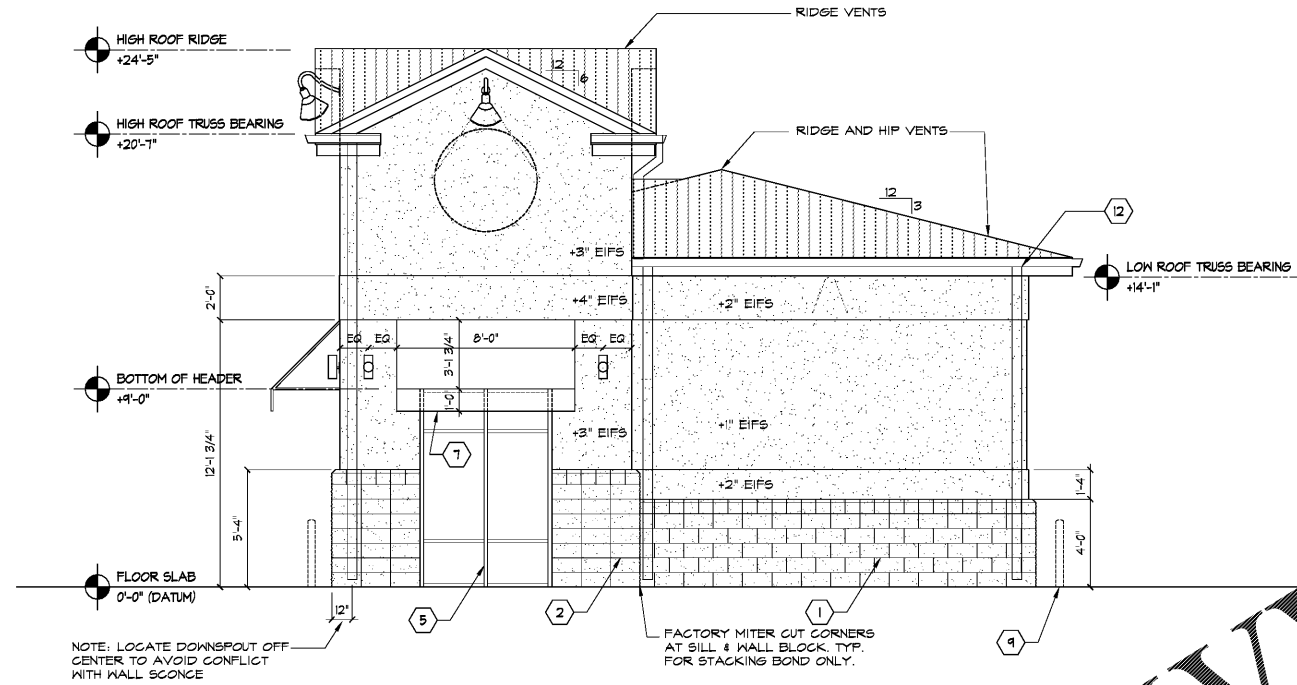 RIDGE VENTS
HIGH ROOF RIDGE
+24'-5"
12
6
HIGH ROOF TRUSS BEARING
+20'-7"
RIDGE AND HIP VENTS
12
3
12
+3" EIFS
LOW ROOF TRUSS BEARING
+14'-1"
2'-0"
+4" EIFS
+2" EIFS
EQ EQ 8'-0" EQ EQ
3'-1 3/4"
BOTTOM OF HEADER
+9'-0"
1'-0"
12'-1 3/4"
+3" EIFS
+1" EIFS
7
+2" EIFS
1'-4"
5'-4"
4'-0"
FLOOR SLAB
0'-0" (DATUM)
12"
5
2
1
9
NOTE: LOCATE DOWNSPOUT OFF
CENTER TO AVOID CONFLICT
WITH WALL SCONCE
FACTORY MITER CUT CORNERS
AT SILL & WALL BLOCK. TYP.
FOR STACKING BOND ONLY.